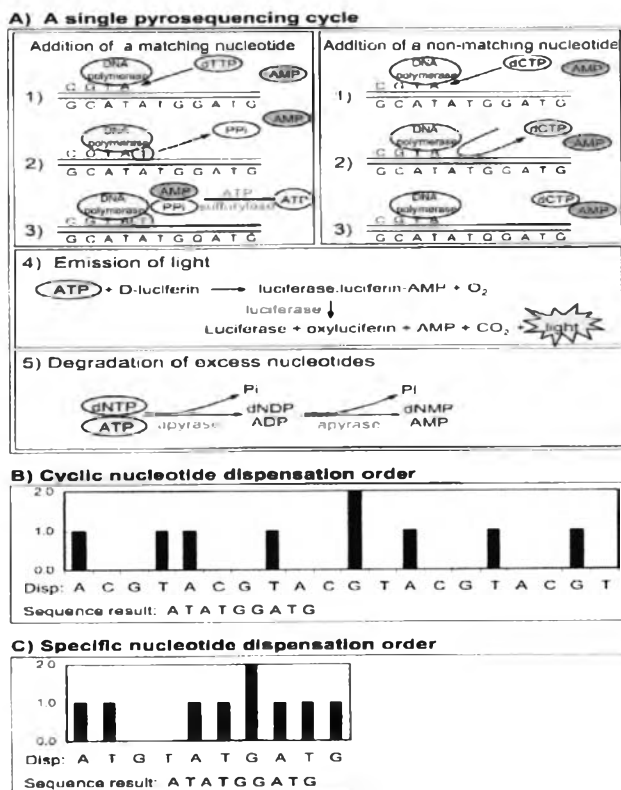 A) A single pyrosequencing cycle
Addition of a matching nucleotide
DNA polymerase
dTTP
AMP
1)
C G T A
G C A T A T G G A T G
DNA polymerase
PPi
AMP
2)
C G T A T
G C A T A T G G A T G
DNA polymerase
AMP
PPi
ATP sulfurylase
ATP
3)
G C A T A T G G A T G
Addition of a non-matching nucleotide
DNA polymerase
dCTP
AMP
1)
C G T A
G C A T A T G G A T G
DNA polymerase
dCTP
AMP
2)
C G T A
G C A T A T G G A T G
DNA polymerase
dCTP
AMP
3)
C G T A
G C A T A T G G A T G
4) Emission of light
ATP + D-luciferin → luciferase.luciferin-AMP + O2
luciferase
Luciferase + oxyluciferin + AMP + CO2 + light
5) Degradation of excess nucleotides
Pi Pi
dNTP dNDP dNMP
ATP apyrase ADP apyrase AMP
B) Cyclic nucleotide dispensation order
2.0
1.0
0.0
Disp: A C G T A C G T A C G T A C G T A C G T
Sequence result: A T A T G G A T G
C) Specific nucleotide dispensation order
2.0
1.0
0.0
Disp: A T G T A T G A T G
Sequence result: A T A T G G A T G